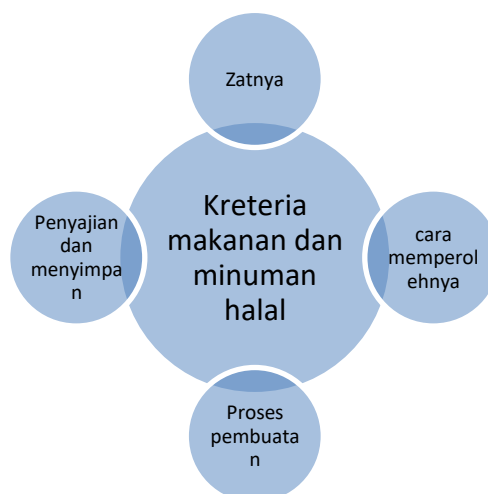 Zatnya
Kreteria
makanan dan
minuman
halal
cara
memperol
ehnya
Proses
pembuata
n
Penyajian
dan
menyimpa
n